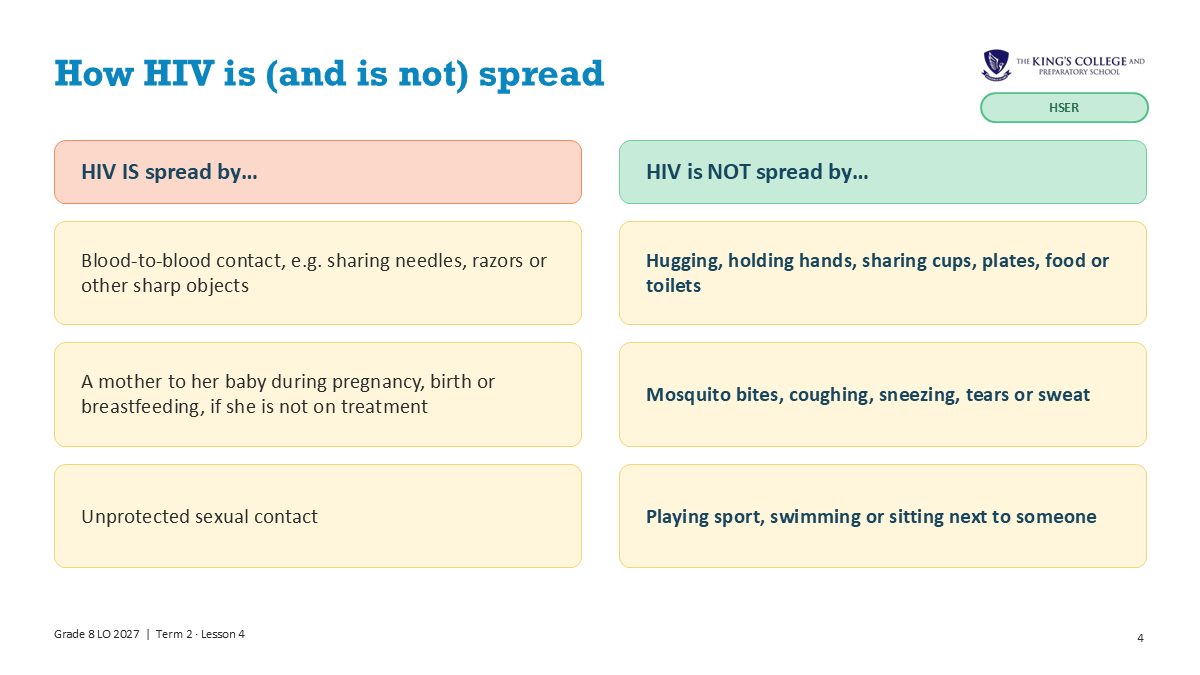 How HIV is (and is not) spread
THE KING'S COLLEGE AND
PREPARATORY SCHOOL
HSER
HIV IS spread by...
HIV is NOT spread by...
Blood-to-blood contact, e.g. sharing needles, razors or
other sharp objects
Hugging, holding hands, sharing cups, plates, food or
toilets
A mother to her baby during pregnancy, birth or
breastfeeding, if she is not on treatment
Mosquito bites, coughing, sneezing, tears or sweat
Unprotected sexual contact
Playing sport, swimming or sitting next to someone
Grade 8 LO 2027 | Term 2 · Lesson 4
4